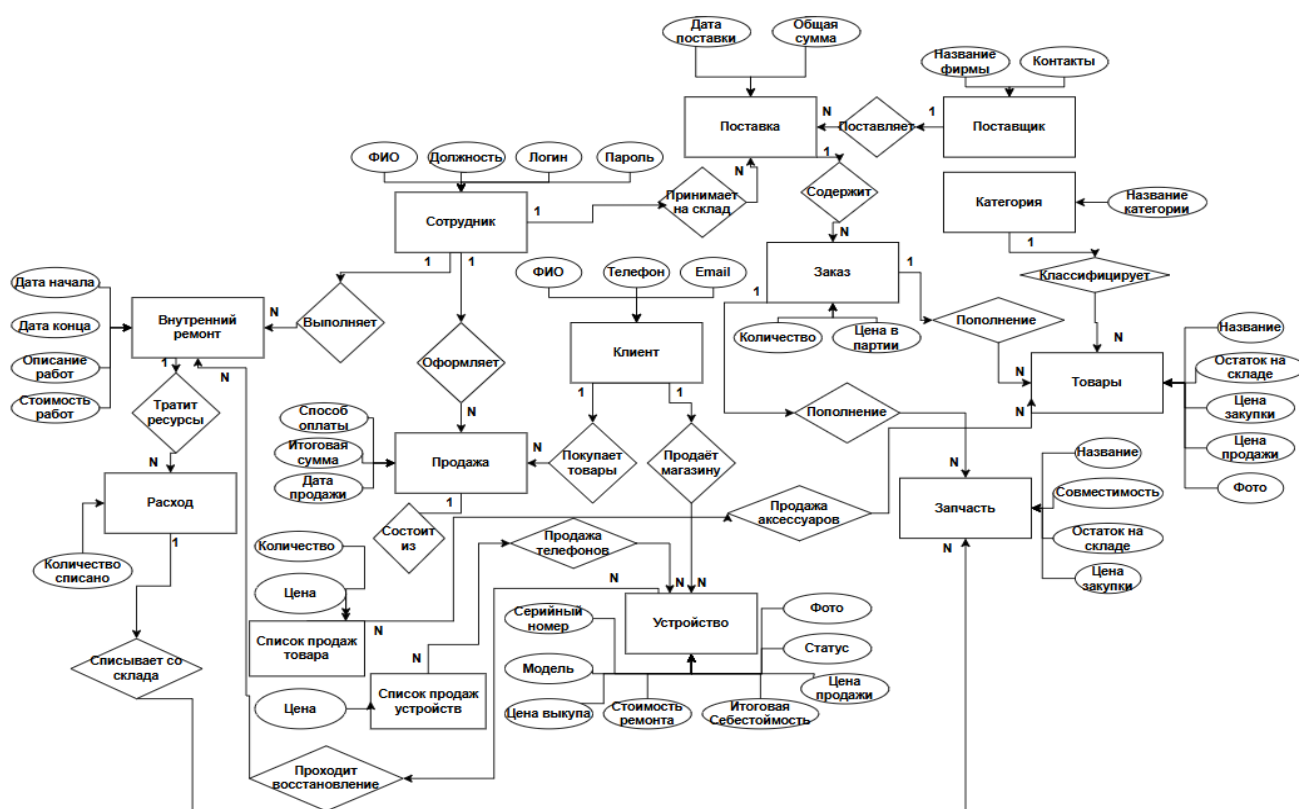 Дата
поставки
Общая
сумма
Название
фирмы
Контакты
Поставка
N
Поставляет
1
Поставщик
ФИО
Должность
Логин
Пароль
Принимает
на склад
N
1
Содержит
N
Сотрудник
1
1
1
Категория
1
Название
категории
ФИО
Телефон
Email
Заказ
1
1
Классифицирует
N
Дата начала
Дата конца
Описание
работ
Стоимость
работ
Внутренний
ремонт
N
1
N
Выполняет
Оформляет
N
Клиент
1
1
Количество
Цена в
партии
Пополнение
N
Товары
N
Название
Остаток на
складе
Цена
закупки
Цена
продажи
Фото
Тратит
ресурсы
N
Способ
оплаты
Итоговая
сумма
Дата
продажи
Продажа
N
1
Покупает
товары
Продаёт
магазину
N
Пополнение
N
Расход
1
Количество
списано
Состоит
из
Продажа
аксессуаров
Запчасть
N
Название
Совместимость
Остаток на
складе
Цена
закупки
Количество
Цена
Продажа
телефонов
N
N
Список продаж
товара
N
Устройство
Серийный
номер
Фото
Статус
Модель
Цена
продажи
Цена выкупа
Стоимость
ремонта
Итоговая
Себестоймость
Списывает со
склада
N
Цена
Список продаж
устройств
Проходит
восстановление